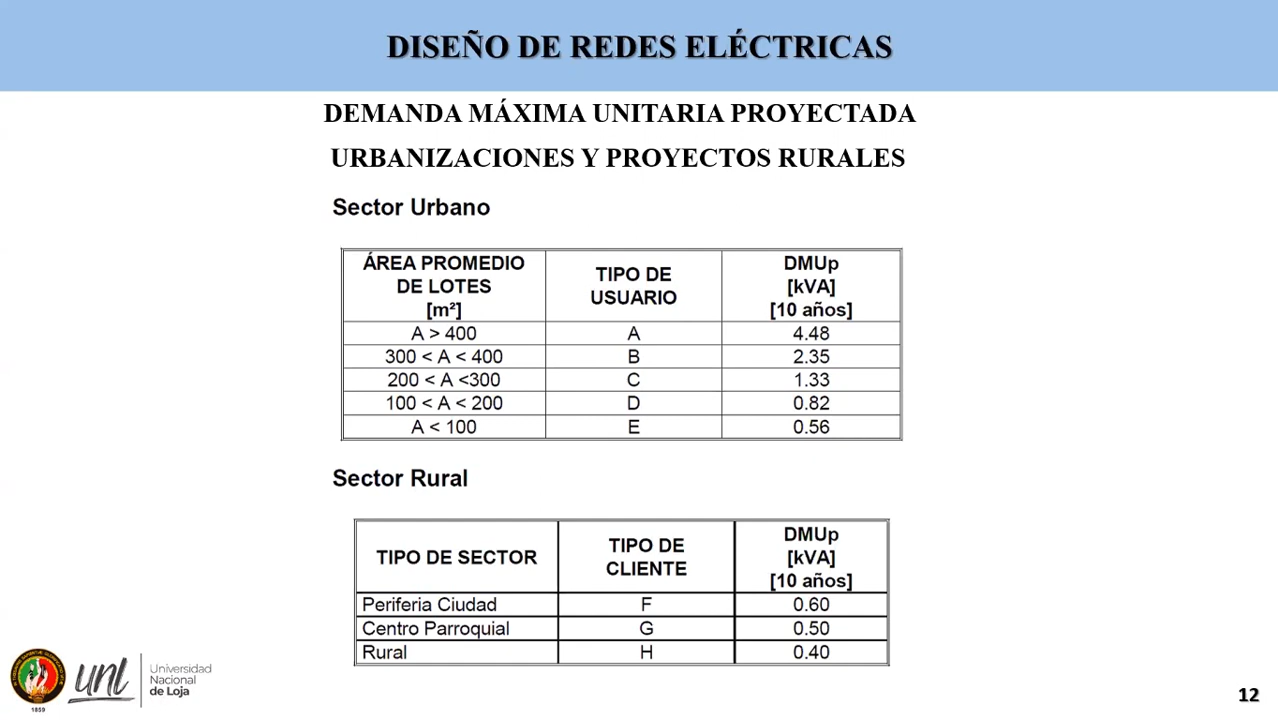 DISEÑO DE REDES ELÉCTRICAS
DEMANDA MÁXIMA UNITARIA PROYECTADA
URBANIZACIONES Y PROYECTOS RURALES
Sector Urbano
ÁREA PROMEDIO DE LOTES [m²] TIPO DE USUARIO DMUp [kVA] [10 años]
A > 400 A 4.48
300 < A < 400 B 2.35
200 < A <300 C 1.33
100 < A < 200 D 0.82
A < 100 E 0.56
Sector Rural
TIPO DE SECTOR TIPO DE CLIENTE DMUp [kVA] [10 años]
Periferia Ciudad F 0.60
Centro Parroquial G 0.50
Rural H 0.40
1859
unl
Universidad
Nacional
de Loja
12